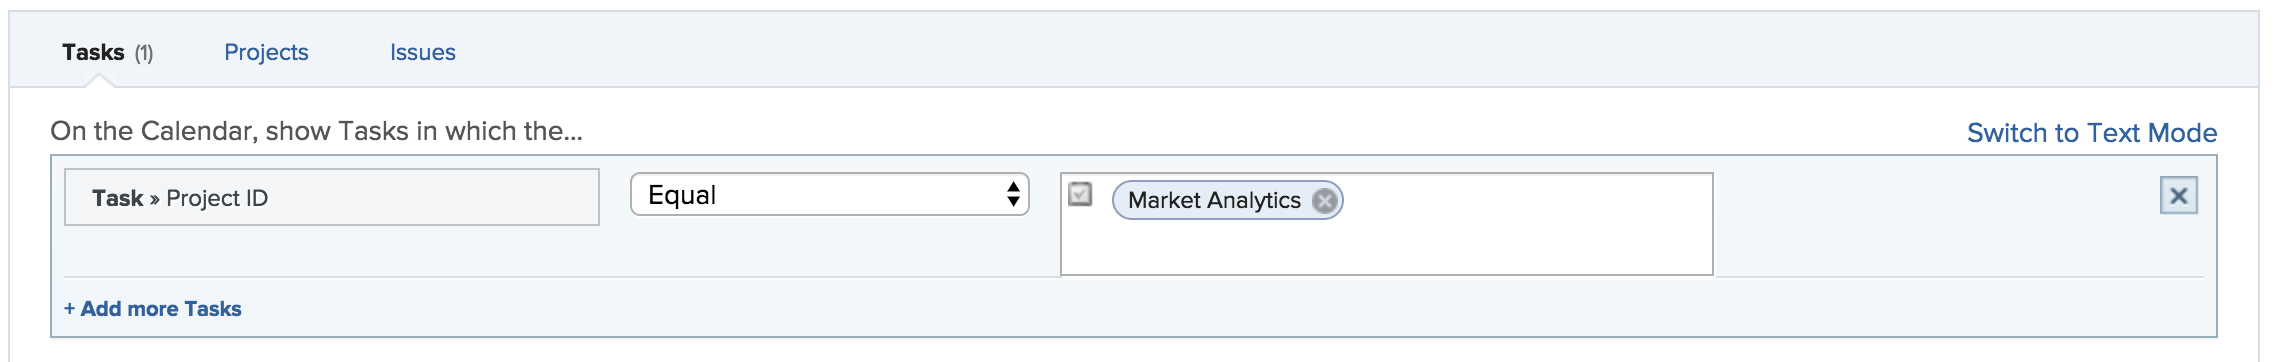 Tasks (1) Projects Issues
On the Calendar, show Tasks in which the...
Switch to Text Mode
Task » Project ID Equal Market Analytics
+ Add more Tasks